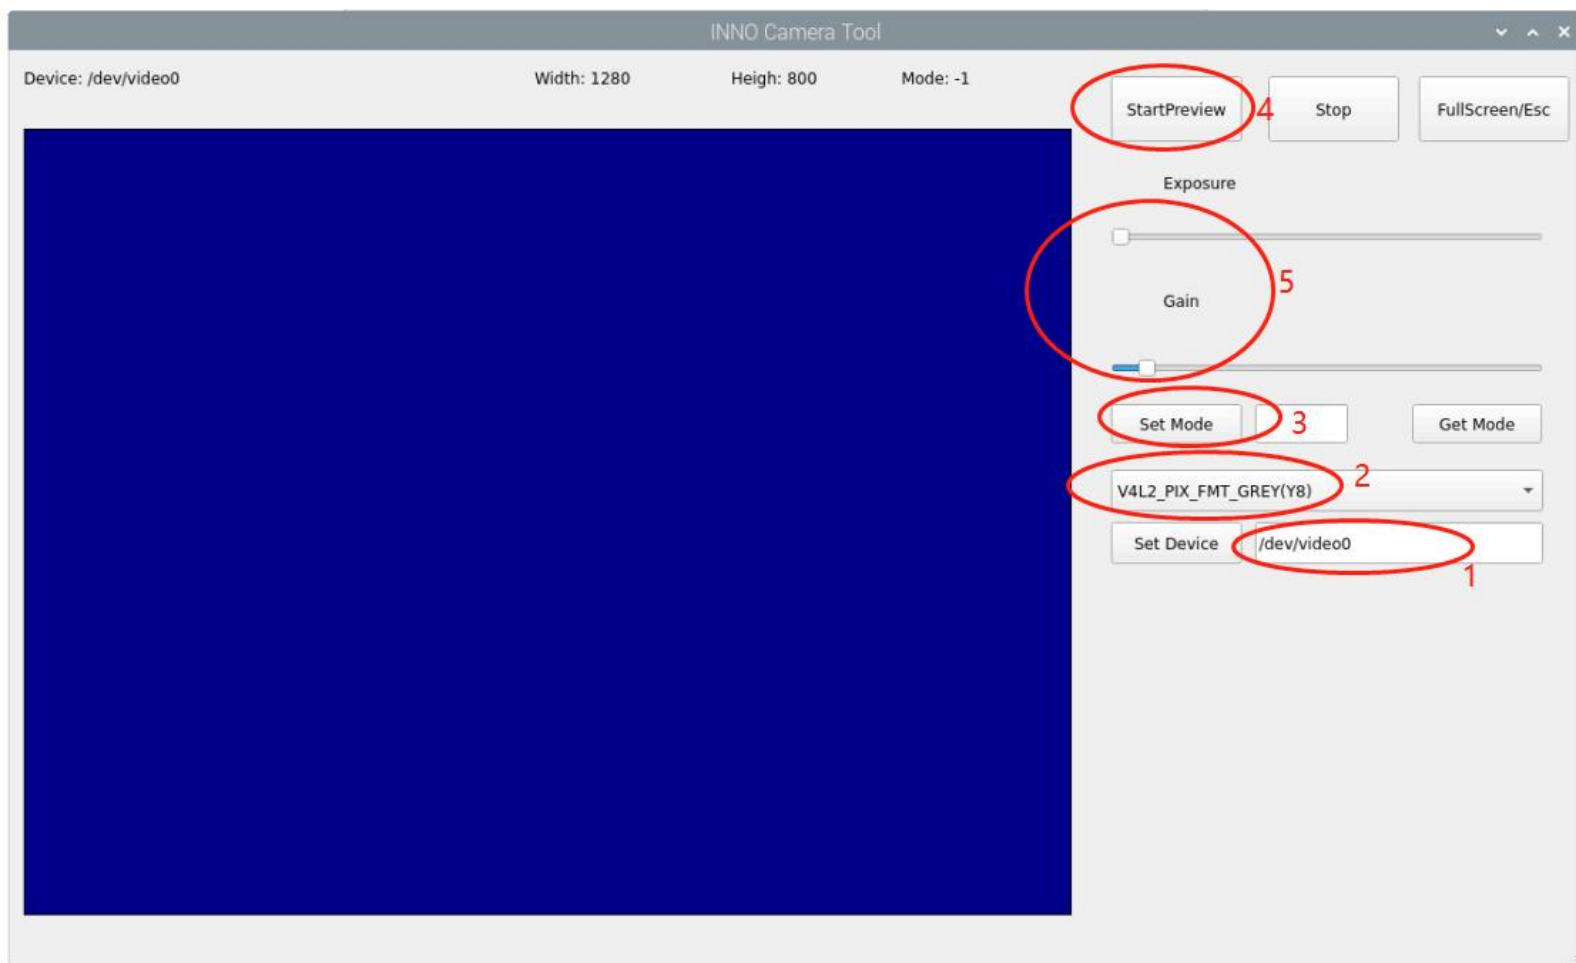 INNO Camera Tool
Device: /dev/video0 Width: 1280 Heigh: 800 Mode: -1
StartPreview 4 Stop FullScreen/Esc
Exposure
5
Gain
Set Mode 3 Get Mode
V4L2_PIX_FMT_GREY(Y8) 2
Set Device /dev/video0
1